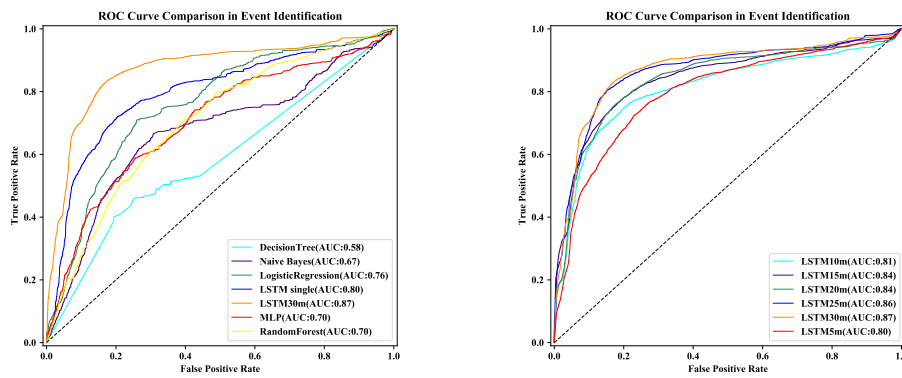 ROC Curve Comparison in Event Identification
1.0
0.8
0.6
0.4
0.2
0.0
True Positive Rate
0.0
0.2
0.4
0.6
0.8
1.0
False Positive Rate
DecisionTree(AUC:0.58)
Naive Bayes(AUC:0.67)
LogisticRegression(AUC:0.76)
LSTM single(AUC:0.80)
LSTM30m(AUC:0.87)
MLP(AUC:0.70)
RandomForest(AUC:0.70)
ROC Curve Comparison in Event Identification
1.0
0.8
0.6
0.4
0.2
0.0
True Positive Rate
0.0
0.2
0.4
0.6
0.8
1.
False Positive Rate
LSTM10m(AUC:0.81)
LSTM15m(AUC:0.84)
LSTM20m(AUC:0.84)
LSTM25m(AUC:0.86)
LSTM30m(AUC:0.87)
LSTM5m(AUC:0.80)